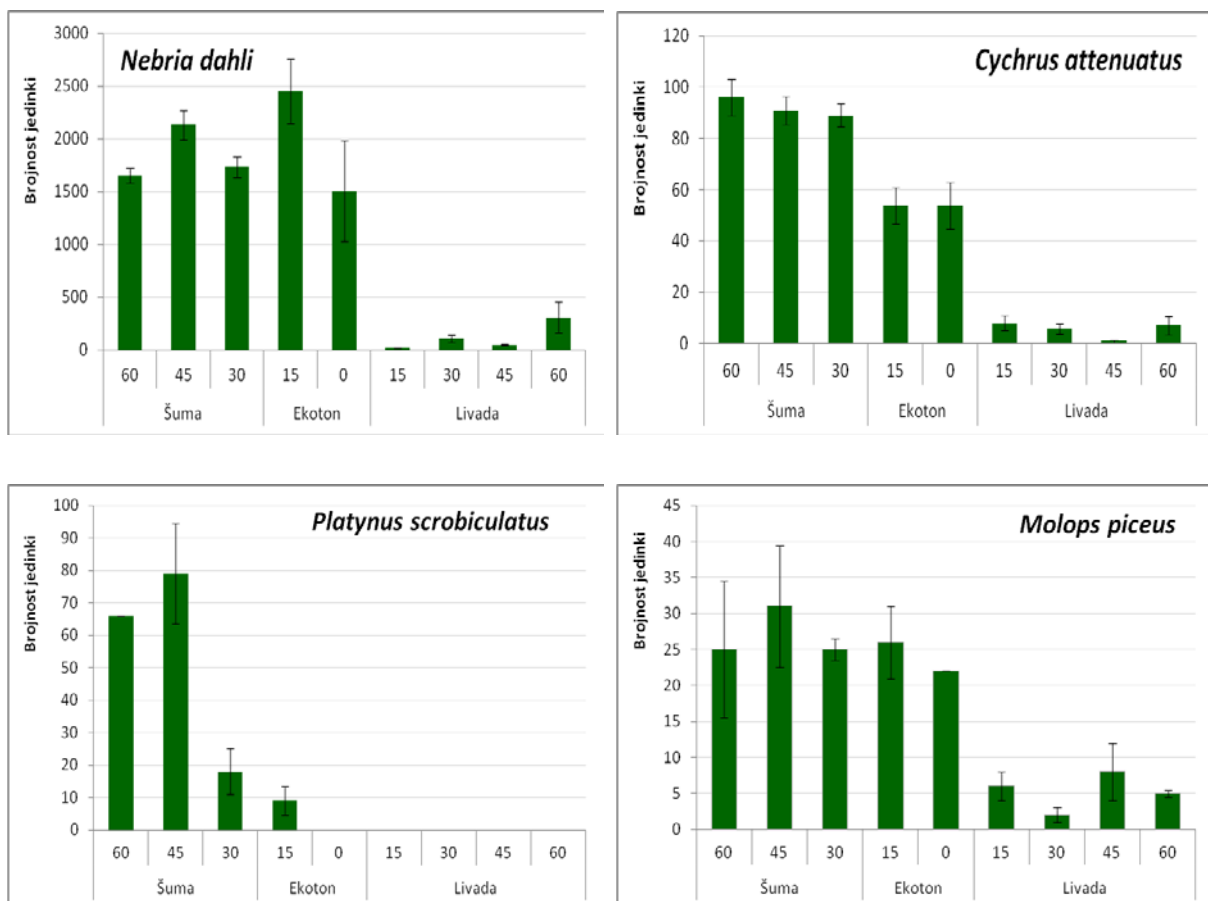 Nebria dahli
Brojnost jedinki
3000
2500
2000
1500
1000
500
0
60 45 30 15 0 15 30 45 60
Šuma Ekoton Livada
Cychrus attenuatus
Brojnost jedinki
120
100
80
60
40
20
0
60 45 30 15 0 15 30 45 60
Šuma Ekoton Livada
Platynus scrobiculatus
Brojnost jedinki
100
90
80
70
60
50
40
30
20
10
0
60 45 30 15 0 15 30 45 60
Šuma Ekoton Livada
Molops piceus
Brojnost jedinki
45
40
35
30
25
20
15
10
5
0
60 45 30 15 0 15 30 45 60
Šuma Ekoton Livada